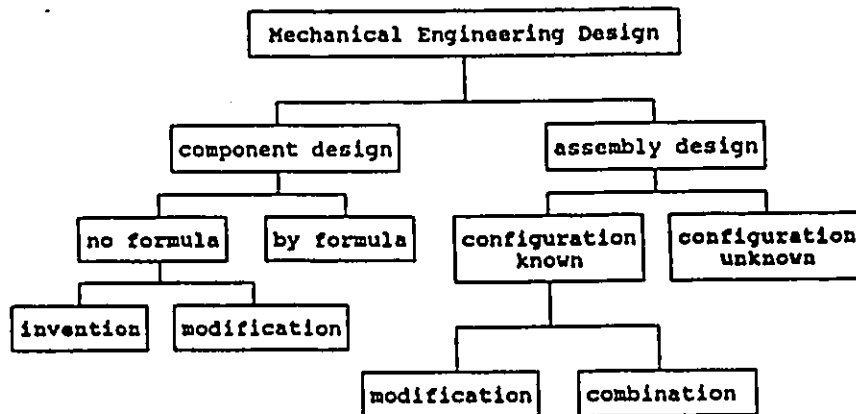 Mechanical Engineering Design
component design
assembly design
no formula
by formula
configuration
known
configuration
unknown
invention
modification
modification
combination